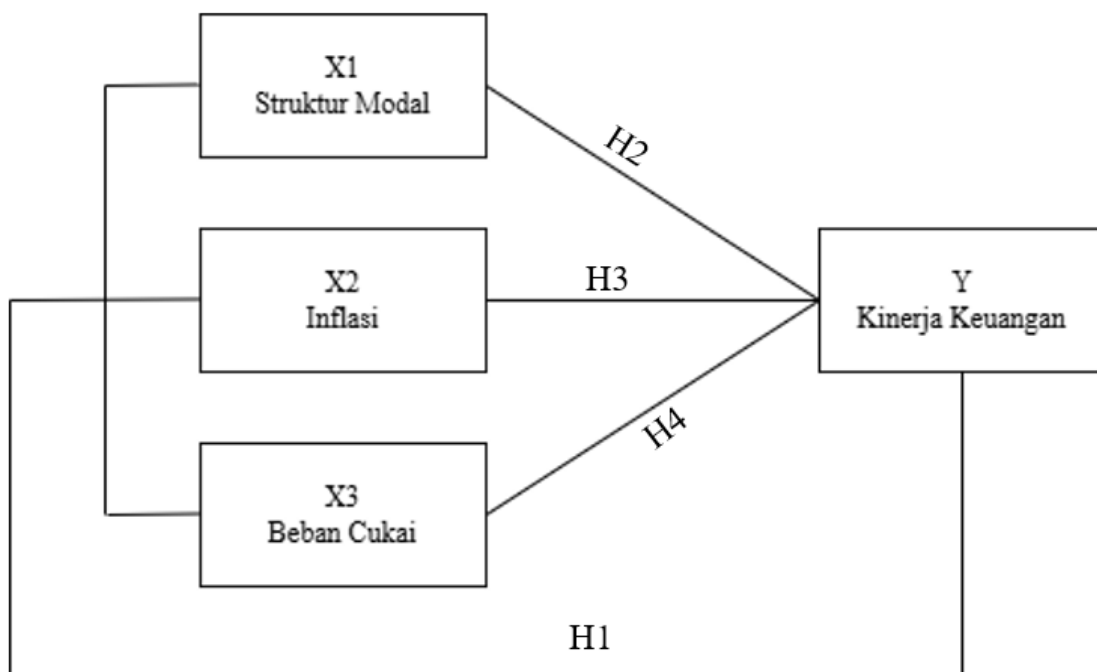 X1
Struktur Modal
H2
X2
Inflasi
H3
Y
Kinerja Keuangan
X3
Beban Cukai
H4
H1